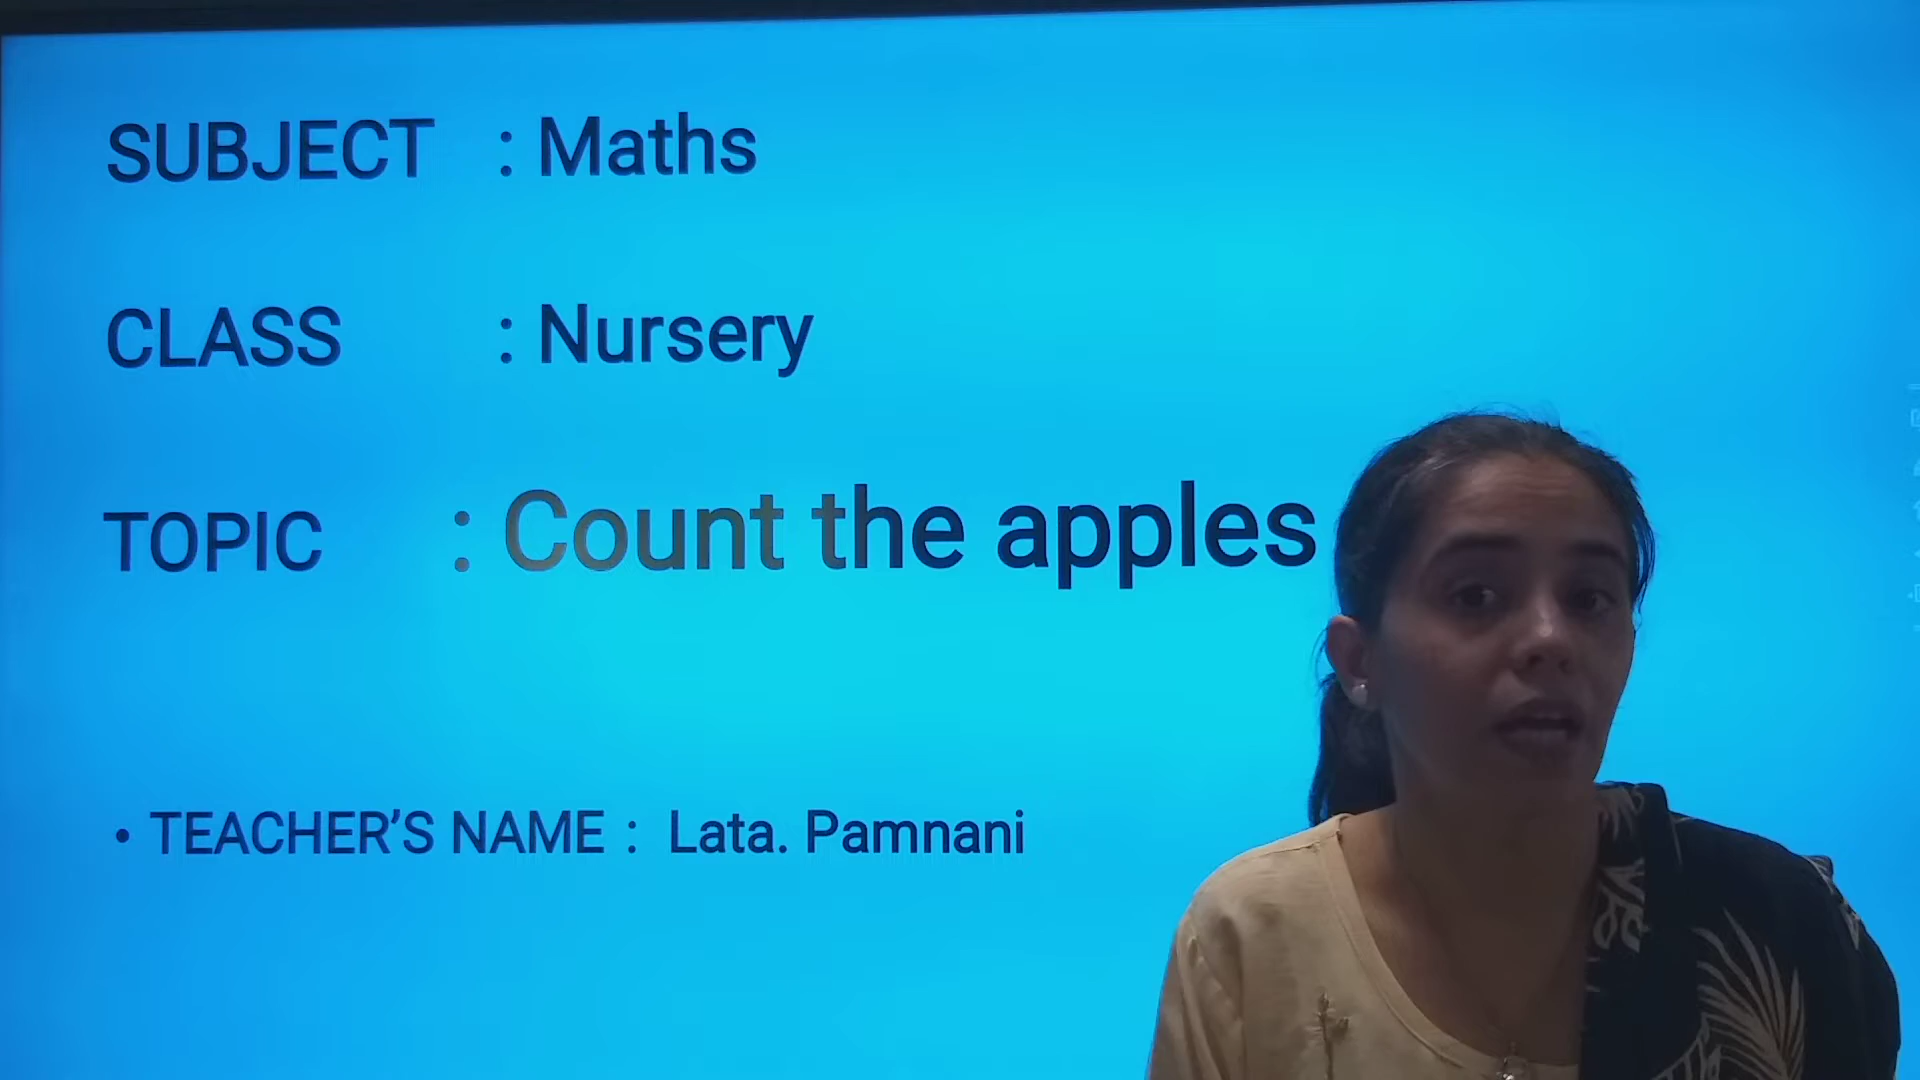 SUBJECT : Maths
CLASS : Nursery
TOPIC : Count the apples
• TEACHER’S NAME : Lata. Pamnani